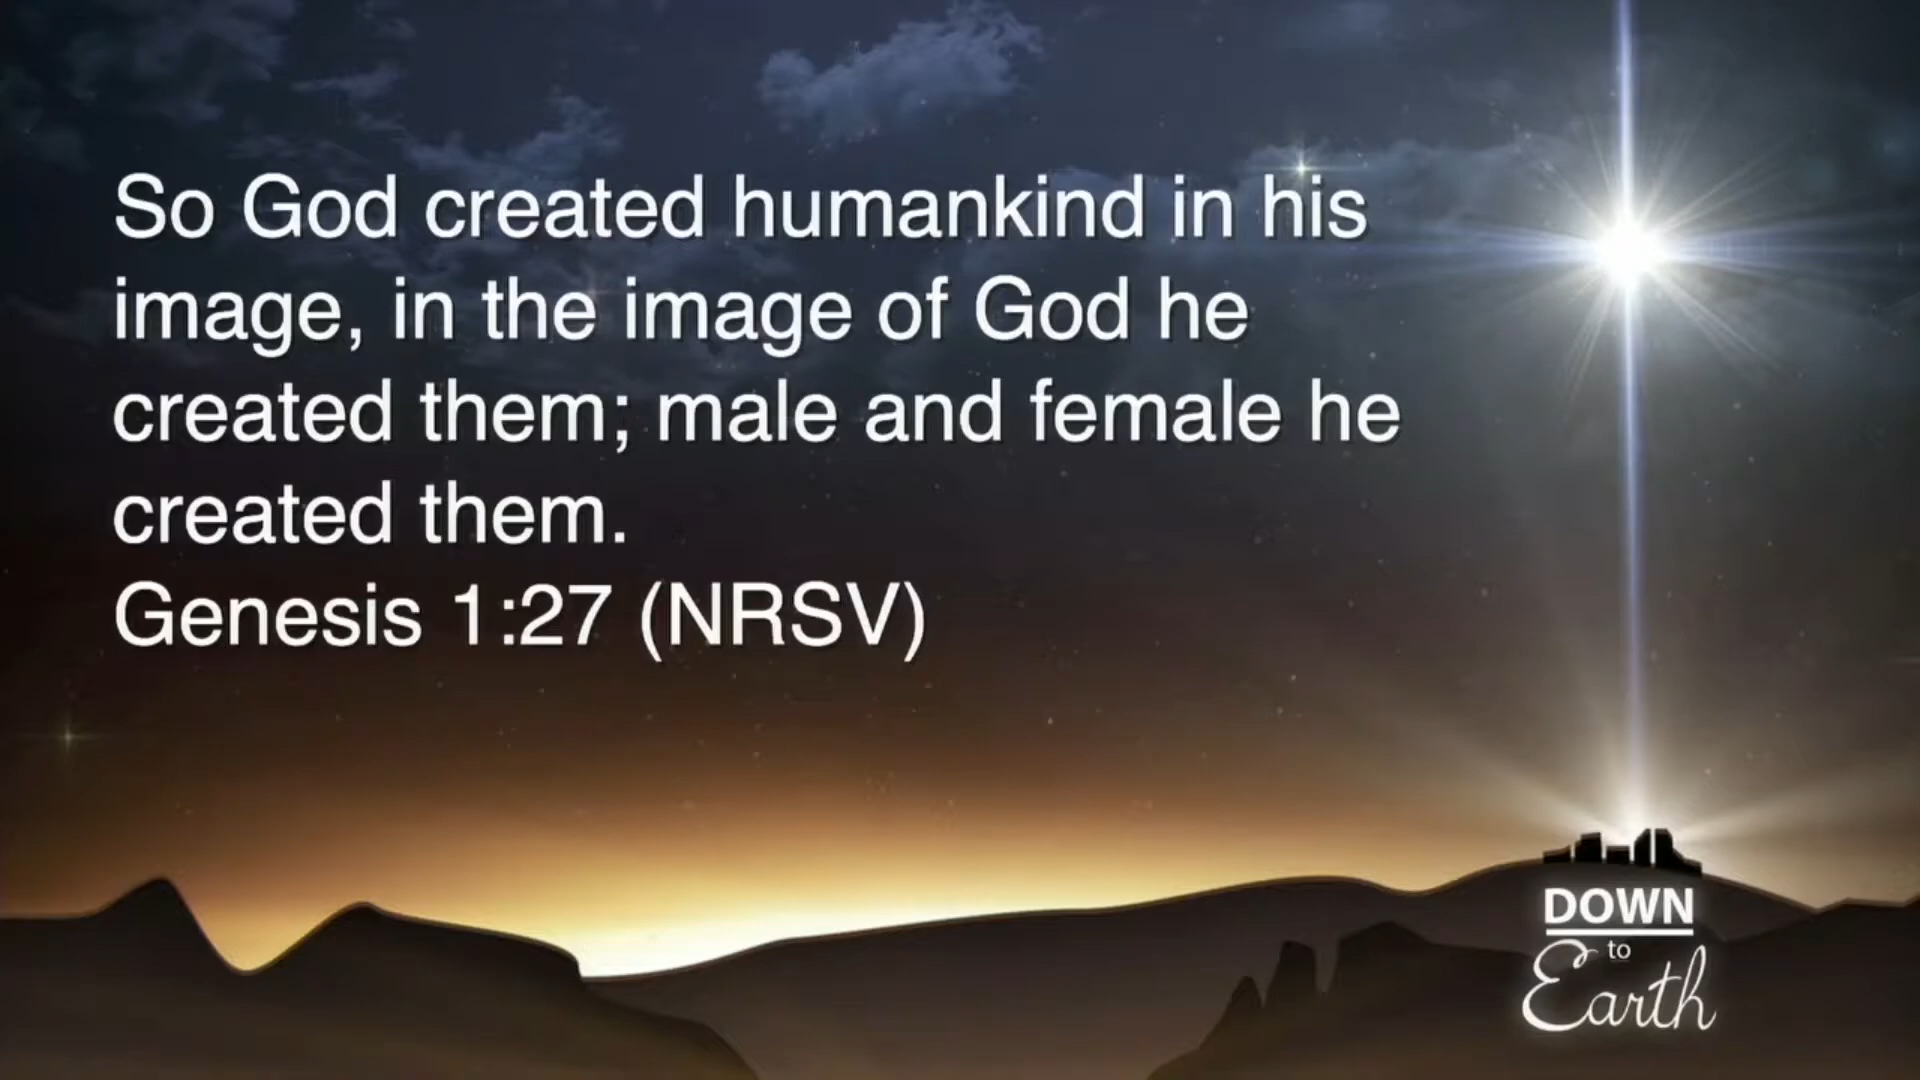 So God created humankind in his
image, in the image of God he
created them; male and female he
created them.
Genesis 1:27 (NRSV)
DOWN
to
Earth